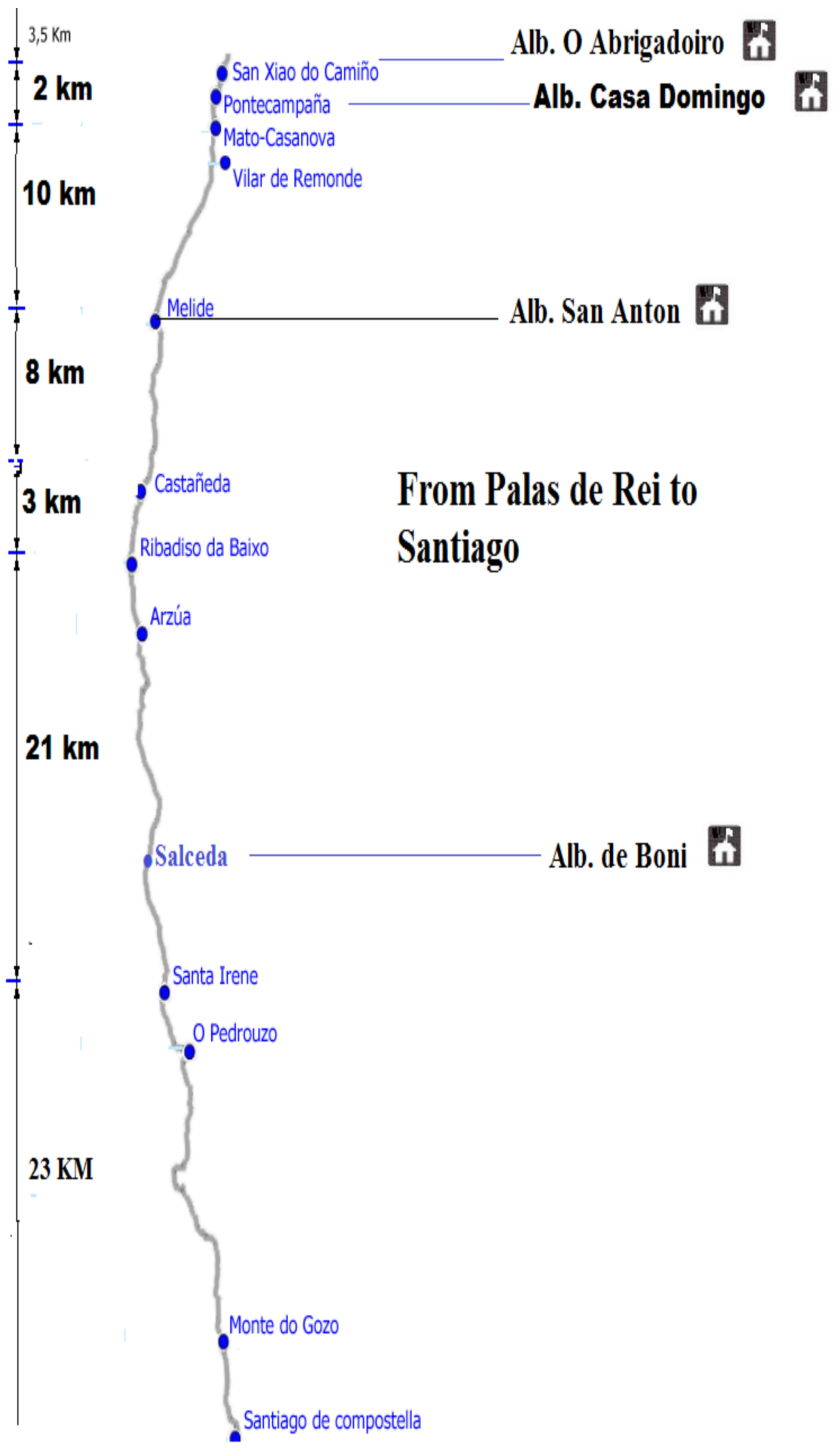 3,5 Km
Alb. O Abrigadoiro
San Xiao do Camiño
2 km
Pontecampaña
Alb. Casa Domingo
Mato-Casanova
Vilar de Remonde
10 km
Melide
Alb. San Anton
8 km
Castañeda
From Palas de Rei to
Santiago
3 km
Ribadiso da Baixo
Arzúa
21 km
Salceda
Alb. de Boni
Santa Irene
O Pedrouzo
23 KM
Monte do Gozo
Santiago de compostella